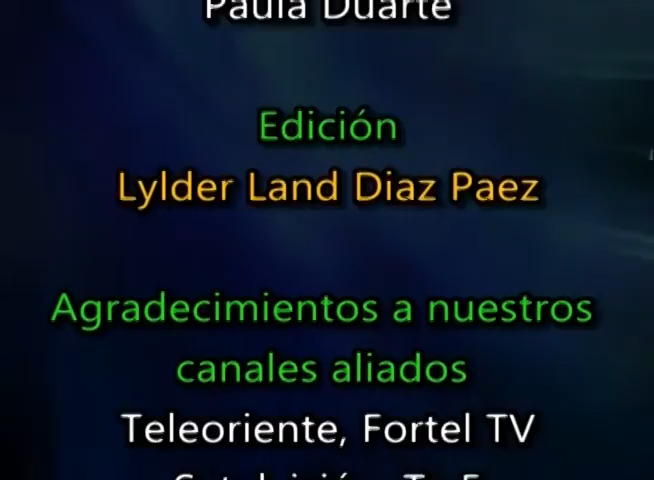 Paula Duarte
Edición
Lylder Land Diaz Paez
Agradecimientos a nuestros
canales aliados
Teleoriente, Fortel TV